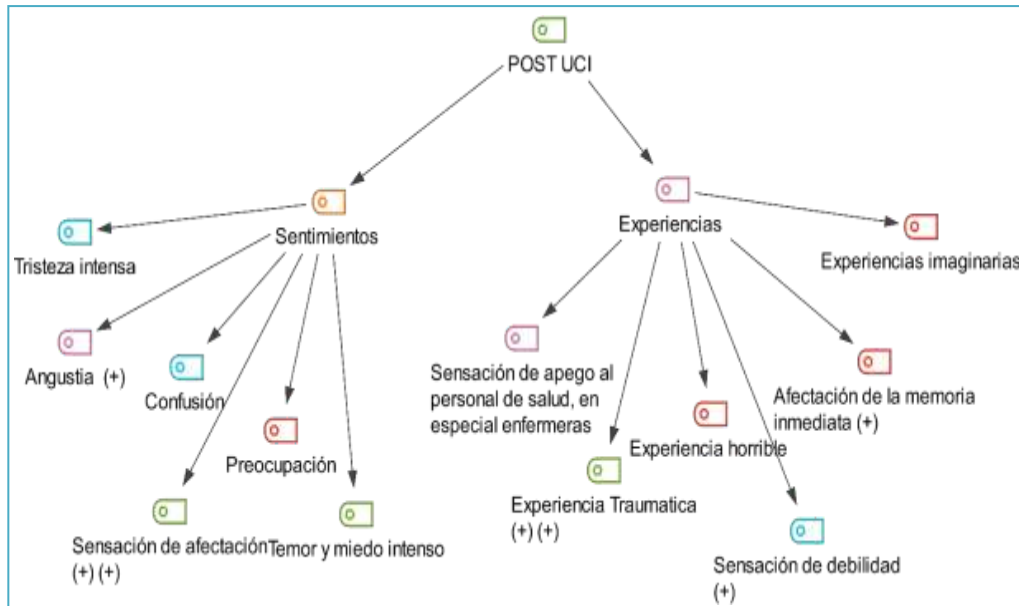 POST UCI
Sentimientos
Experiencias
Tristeza intensa
Experiencias imaginarias
Angustia (+)
Confusión
Sensación de apego al
personal de salud, en
especial enfermeras
Afectación de la memoria
inmediata (+)
Preocupación
Experiencia horrible
Sensación de afectación
(+) (+)
Temor y miedo intenso
Experiencia Traumatica
(+) (+)
Sensación de debilidad
(+)